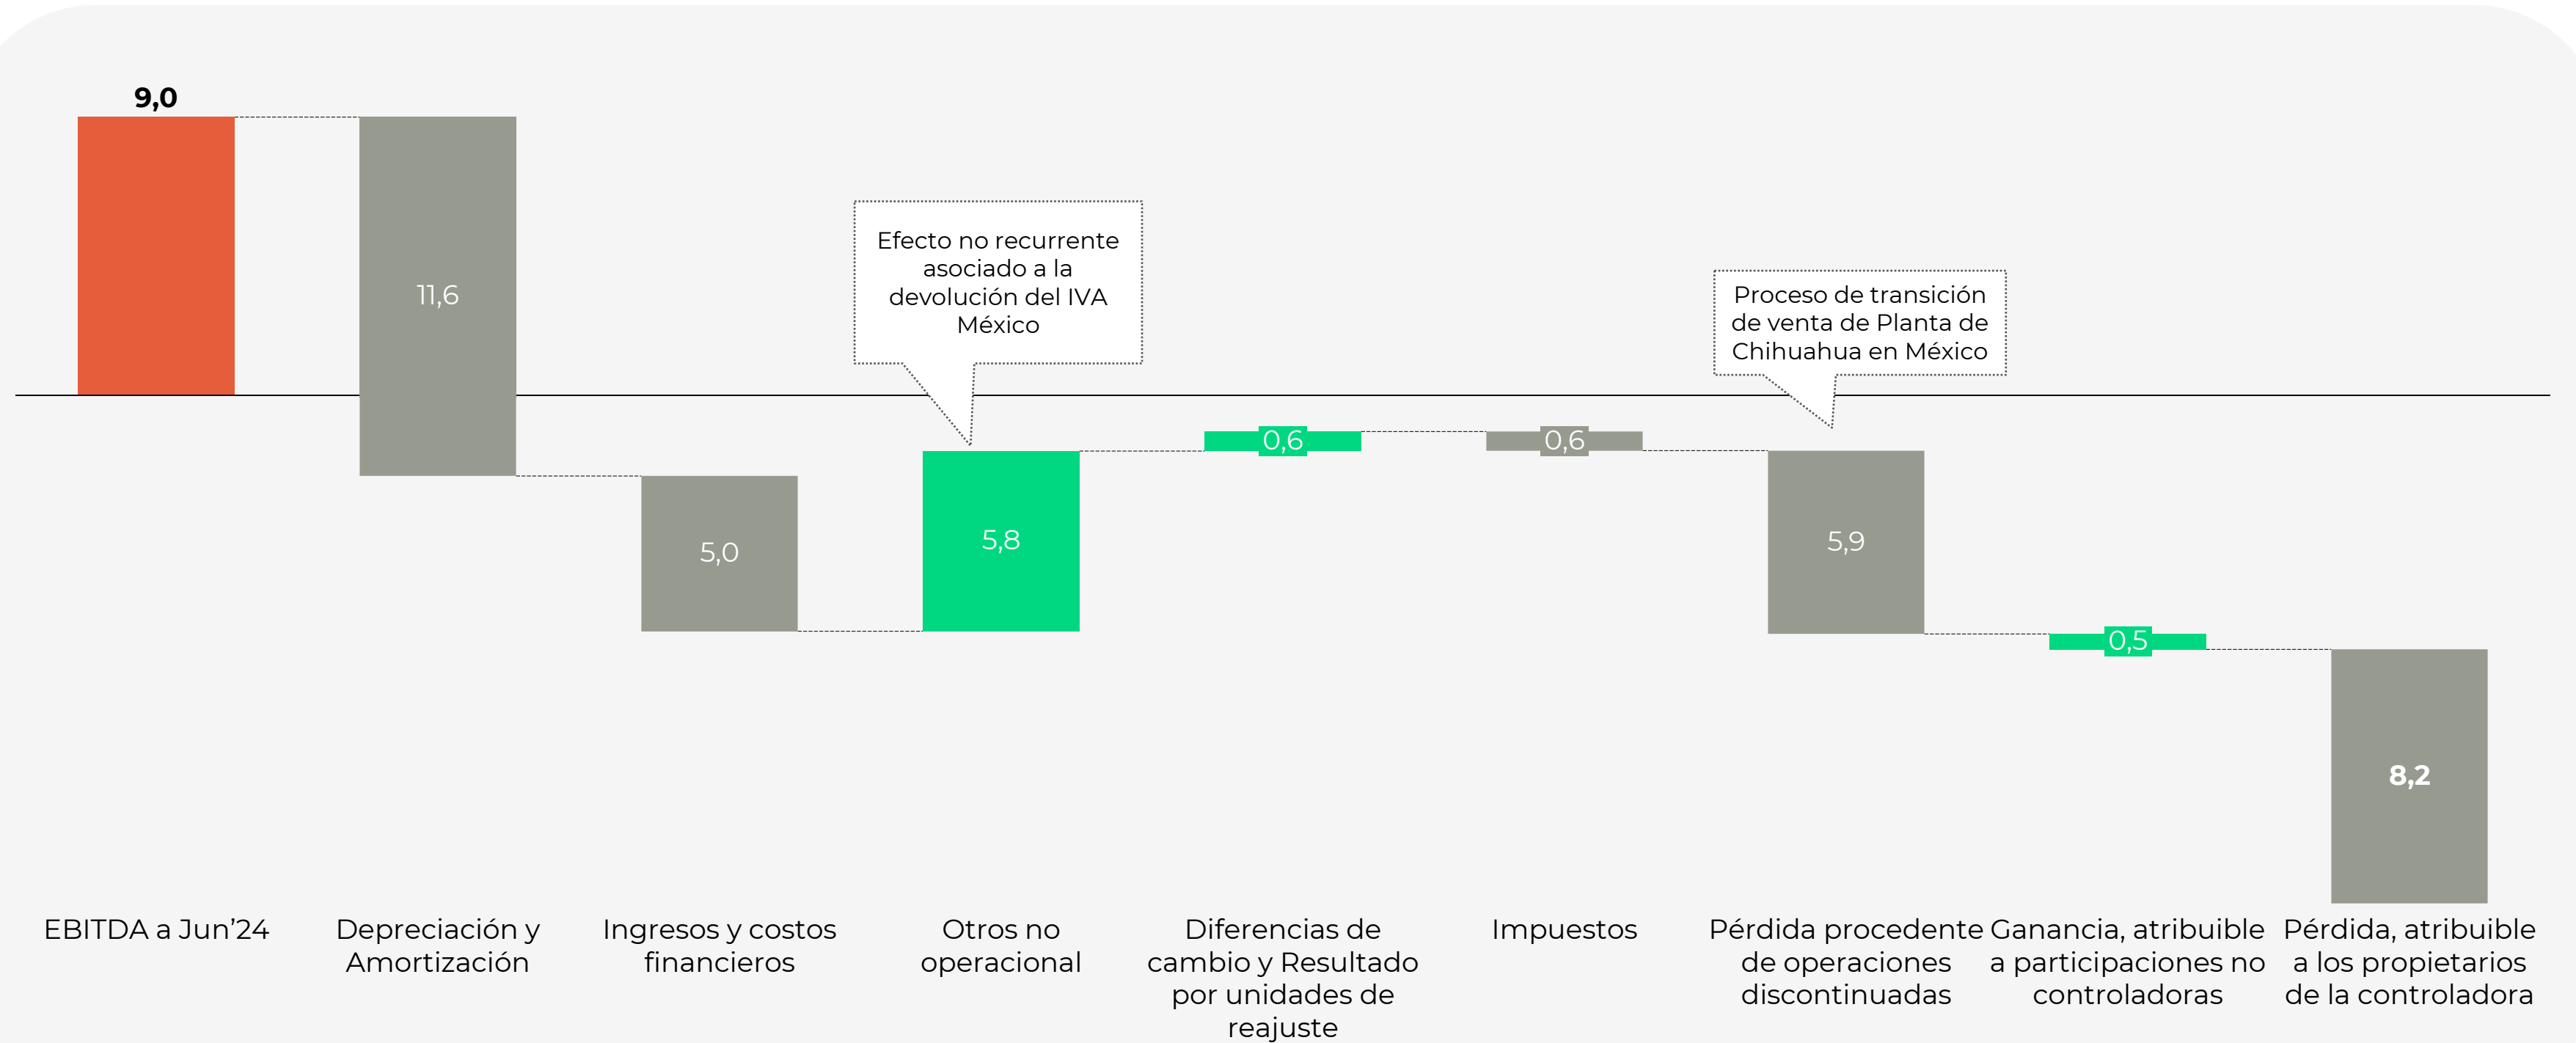 9,0
11,6
5,0
Efecto no recurrente
asociado a la
devolución del IVA
México
5,8
0,6
0,6
Proceso de transición
de venta de Planta de
Chihuahua en México
5,9
0,5
8,2
EBITDA a Jun’24
Depreciación y
Amortización
Ingresos y costos
financieros
Otros no
operacional
Diferencias de
cambio y Resultado
por unidades de
reajuste
Impuestos
Pérdida procedente
de operaciones
discontinuadas
Ganancia, atribuible
a participaciones no
controladoras
Pérdida, atribuible
a los propietarios
de la controladora